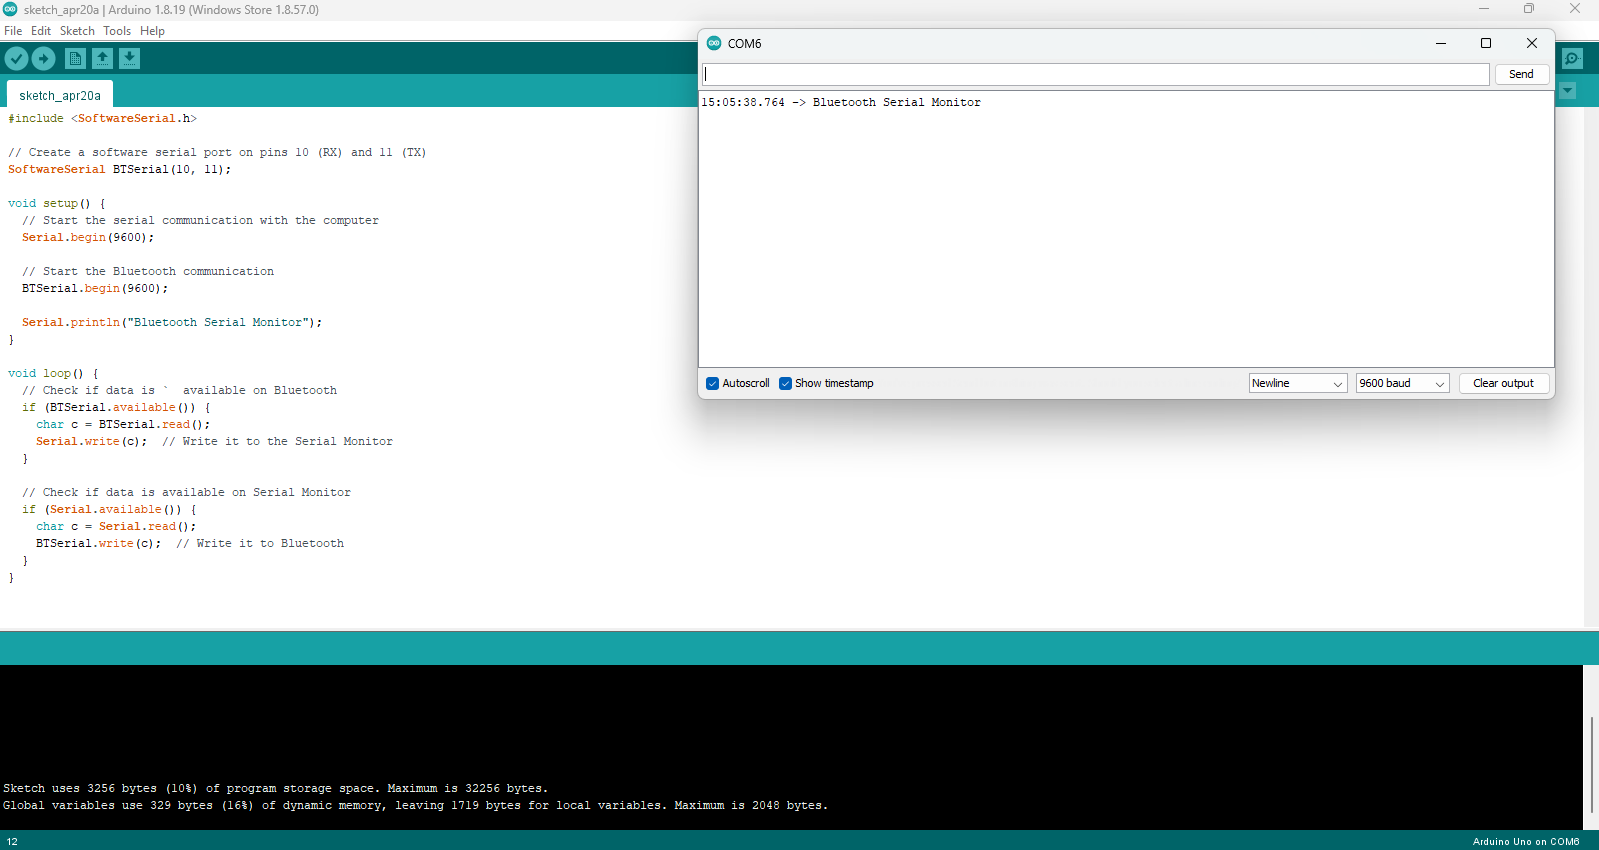 sketch_apr20a | Arduino 1.8.19 (Windows Store 1.8.57.0)
File Edit Sketch Tools Help
sketch_apr20a
#include <SoftwareSerial.h>
// Create a software serial port on pins 10 (RX) and 11 (TX)
SoftwareSerial BTSerial(10, 11);
void setup() {
// Start the serial communication with the computer
Serial.begin(9600);
// Start the Bluetooth communication
BTSerial.begin(9600);
Serial.println("Bluetooth Serial Monitor");
}
void loop() {
// Check if data is `  available on Bluetooth
if (BTSerial.available()) {
char c = BTSerial.read();
Serial.write(c);  // Write it to the Serial Monitor
}
// Check if data is available on Serial Monitor
if (Serial.available()) {
char c = Serial.read();
BTSerial.write(c);  // Write it to Bluetooth
}
}
COM6
Send
15:05:38.764 -> Bluetooth Serial Monitor
Autoscroll Show timestamp Newline 9600 baud Clear output
Sketch uses 3256 bytes (10%) of program storage space. Maximum is 32256 bytes.
Global variables use 329 bytes (16%) of dynamic memory, leaving 1719 bytes for local variables. Maximum is 2048 bytes.
12 Arduino Uno on COM6